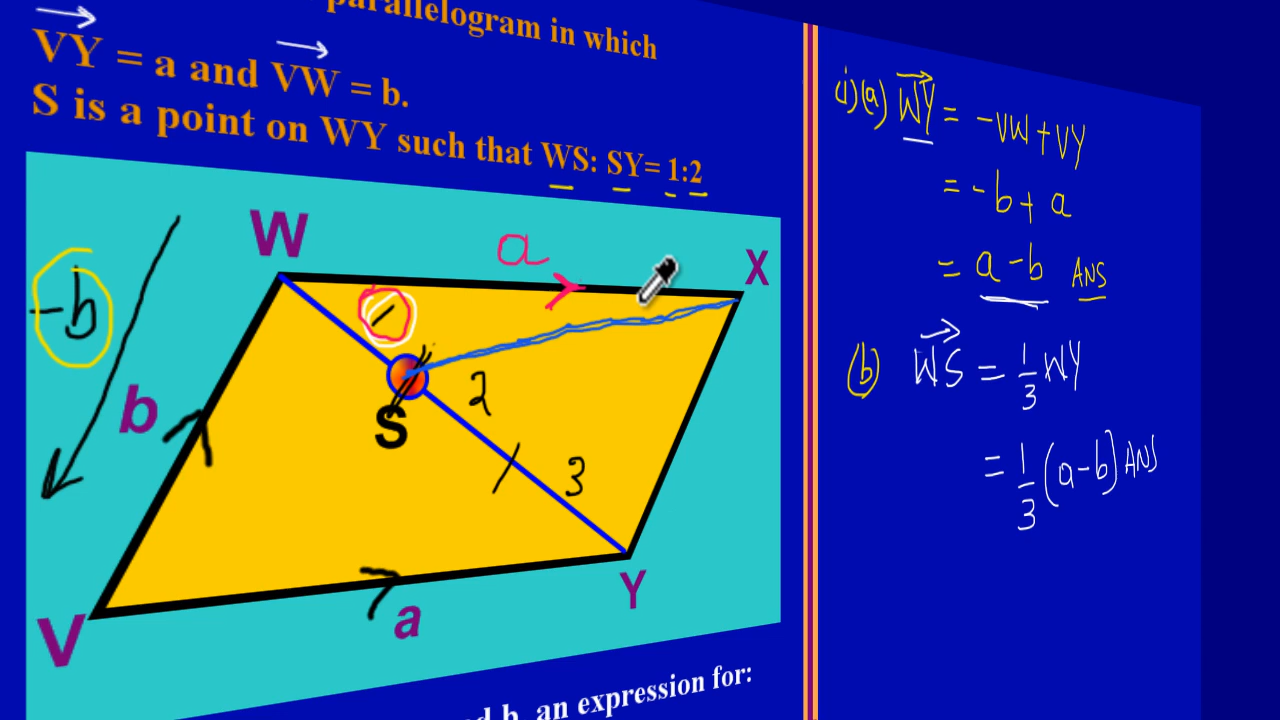 parallelogram in which
VY = a and VW = b.
S is a point on WY such that WS: SY= 1:2
W
a
X
-b
1
b
S
2
3
V
a
Y
b, an expression for:
i)(a) WY = -VW+VY
= -b+ a
= a-b ANS
(b) WS = 1/3 WY
= 1/3 (a-b) ANS